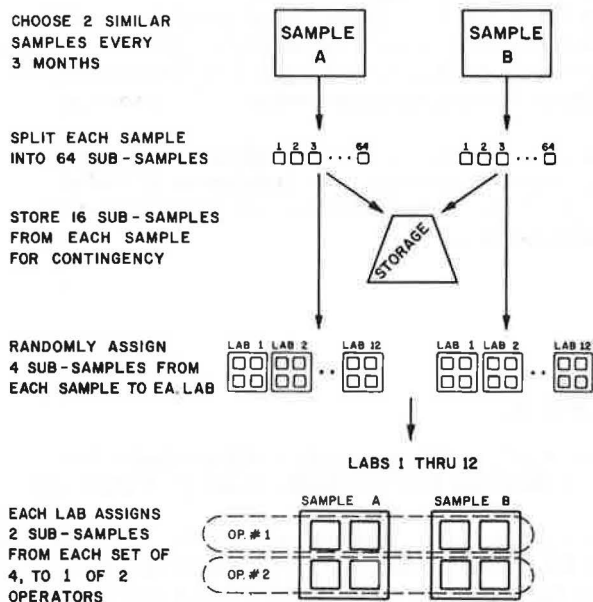 CHOOSE 2 SIMILAR
SAMPLES EVERY
3 MONTHS
SAMPLE
A
SAMPLE
B
SPLIT EACH SAMPLE
INTO 64 SUB-SAMPLES
1 2 3 ... 64
1 2 3 ... 64
STORE 16 SUB-SAMPLES
FROM EACH SAMPLE
FOR CONTINGENCY
STORAGE
RANDOMLY ASSIGN
4 SUB-SAMPLES FROM
EACH SAMPLE TO EA. LAB
LAB 1 LAB 2 .. LAB 12
LAB 1 LAB 2 .. LAB 12
LABS 1 THRU 12
EACH LAB ASSIGNS
2 SUB-SAMPLES
FROM EACH SET OF
4, TO 1 OF 2
OPERATORS
SAMPLE A
SAMPLE B
OP. # 1
OP. # 2